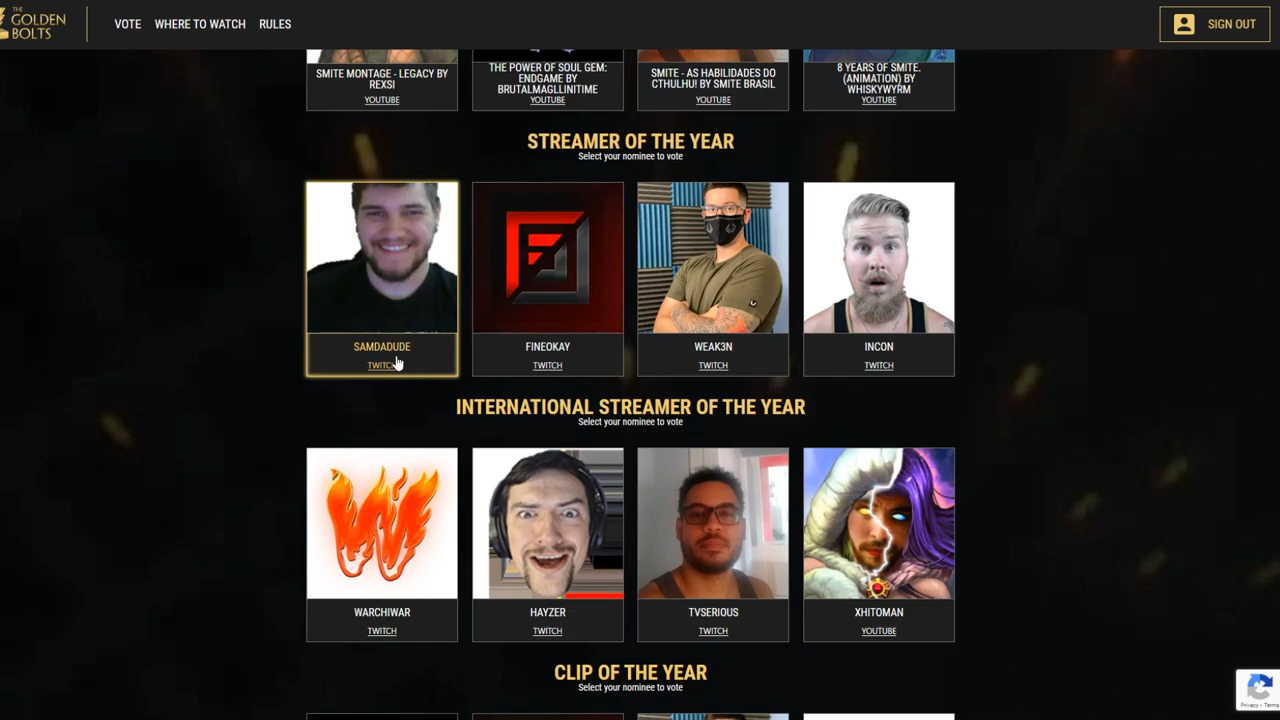 THE
GOLDEN
BOLTS
VOTE
WHERE TO WATCH
RULES
SIGN OUT
SMITE MONTAGE - LEGACY BY
REXSI
YOUTUBE
THE POWER OF SOUL GEM:
ENDGAME BY
BRUTALMAGLLINITIME
YOUTUBE
SMITE - AS HABILIDADES DO
CTHULHU! BY SMITE BRASIL
YOUTUBE
8 YEARS OF SMITE.
(ANIMATION) BY
WHISKYWYRM
YOUTUBE
STREAMER OF THE YEAR
Select your nominee to vote
SAMDADUDE
TWITCH
FINEOKAY
TWITCH
WEAK3N
TWITCH
INCON
TWITCH
INTERNATIONAL STREAMER OF THE YEAR
Select your nominee to vote
WARCHIWAR
TWITCH
HAYZER
TWITCH
TVSERIOUS
TWITCH
XHITOMAN
YOUTUBE
CLIP OF THE YEAR
Select your nominee to vote
Privacy - Terms